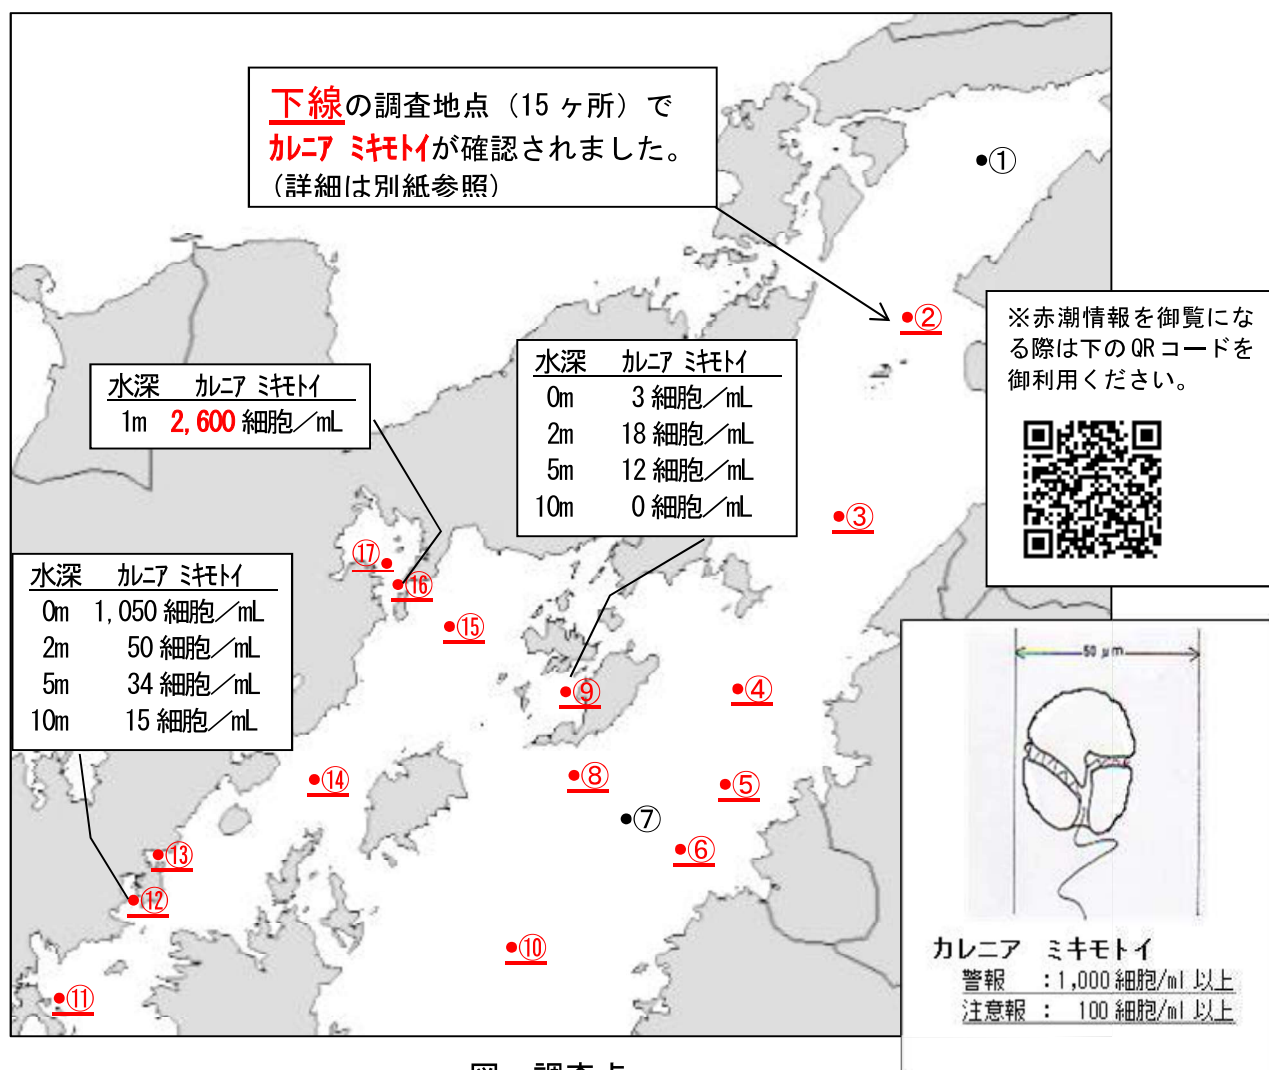 下線の調査地点（15ヶ所）で
カレニア ミキモトイが確認されました。
（詳細は別紙参照）
①
②
※赤潮情報を御覧にな
る際は下のQRコードを
御利用ください。
水深 カレニア ミキモトイ
1m 2,600 細胞／mL
水深 カレニア ミキモトイ
0m 3 細胞／mL
2m 18 細胞／mL
5m 12 細胞／mL
10m 0 細胞／mL
③
⑰
⑯
水深 カレニア ミキモトイ
0m 1,050 細胞／mL
2m 50 細胞／mL
5m 34 細胞／mL
10m 15 細胞／mL
⑮
④
⑨
⑧
⑭
⑤
⑦
⑥
⑬
⑫
⑩
⑪
50 μm
カレニア ミキモトイ
警報 ：1,000 細胞/ml 以上
注意報 ： 100 細胞/ml 以上
図 調査点